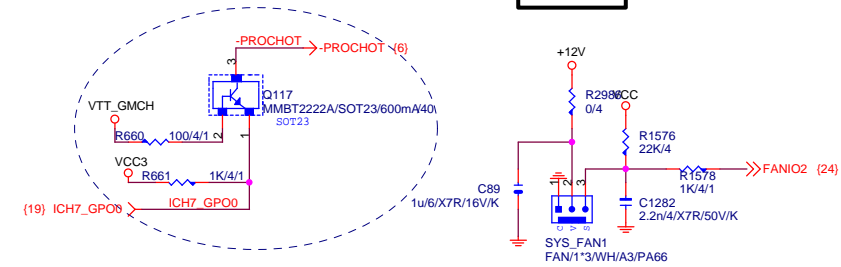 -PROCHOT
-PROCHOT {6}
3
Q117
MMBT2222A/SOT23/600mA/40
SOT23
VTT_GMCH
R660
100/4/1
2
1
VCC3
R661
1K/4/1
{19} ICH7_GPO0
ICH7_GPO0
+12V
R2986
0/4
VCC
R1576
22K/4
R1578
1K/4/1
FANIO2 {24}
C89
1u/6/X7R/16V/K
1
2
3
C
V
S
C1282
2.2n/4/X7R/50V/K
SYS_FAN1
FAN/1*3/WH/A3/PA66